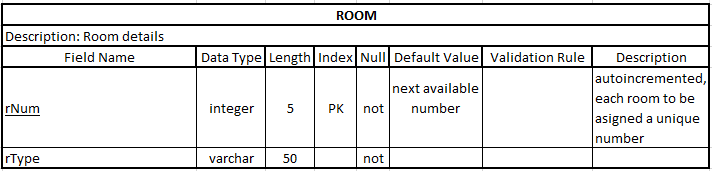 ROOM
Description: Room details
Field Name Data Type Length Index Null Default Value Validation Rule Description
rNum integer 5 PK not next available number autoincremented, each room to be asigned a unique number
rType varchar 50 not